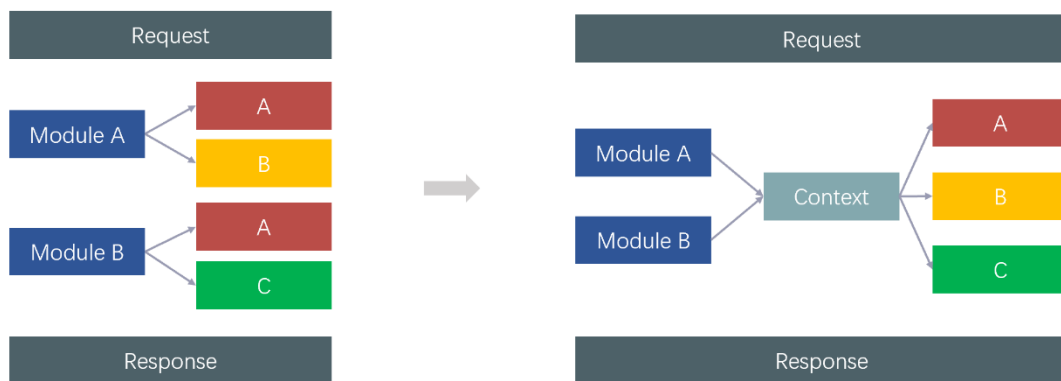 Request
Module A
A
B
Module B
A
C
Response
Request
Module A
Module B
Context
A
B
C
Response